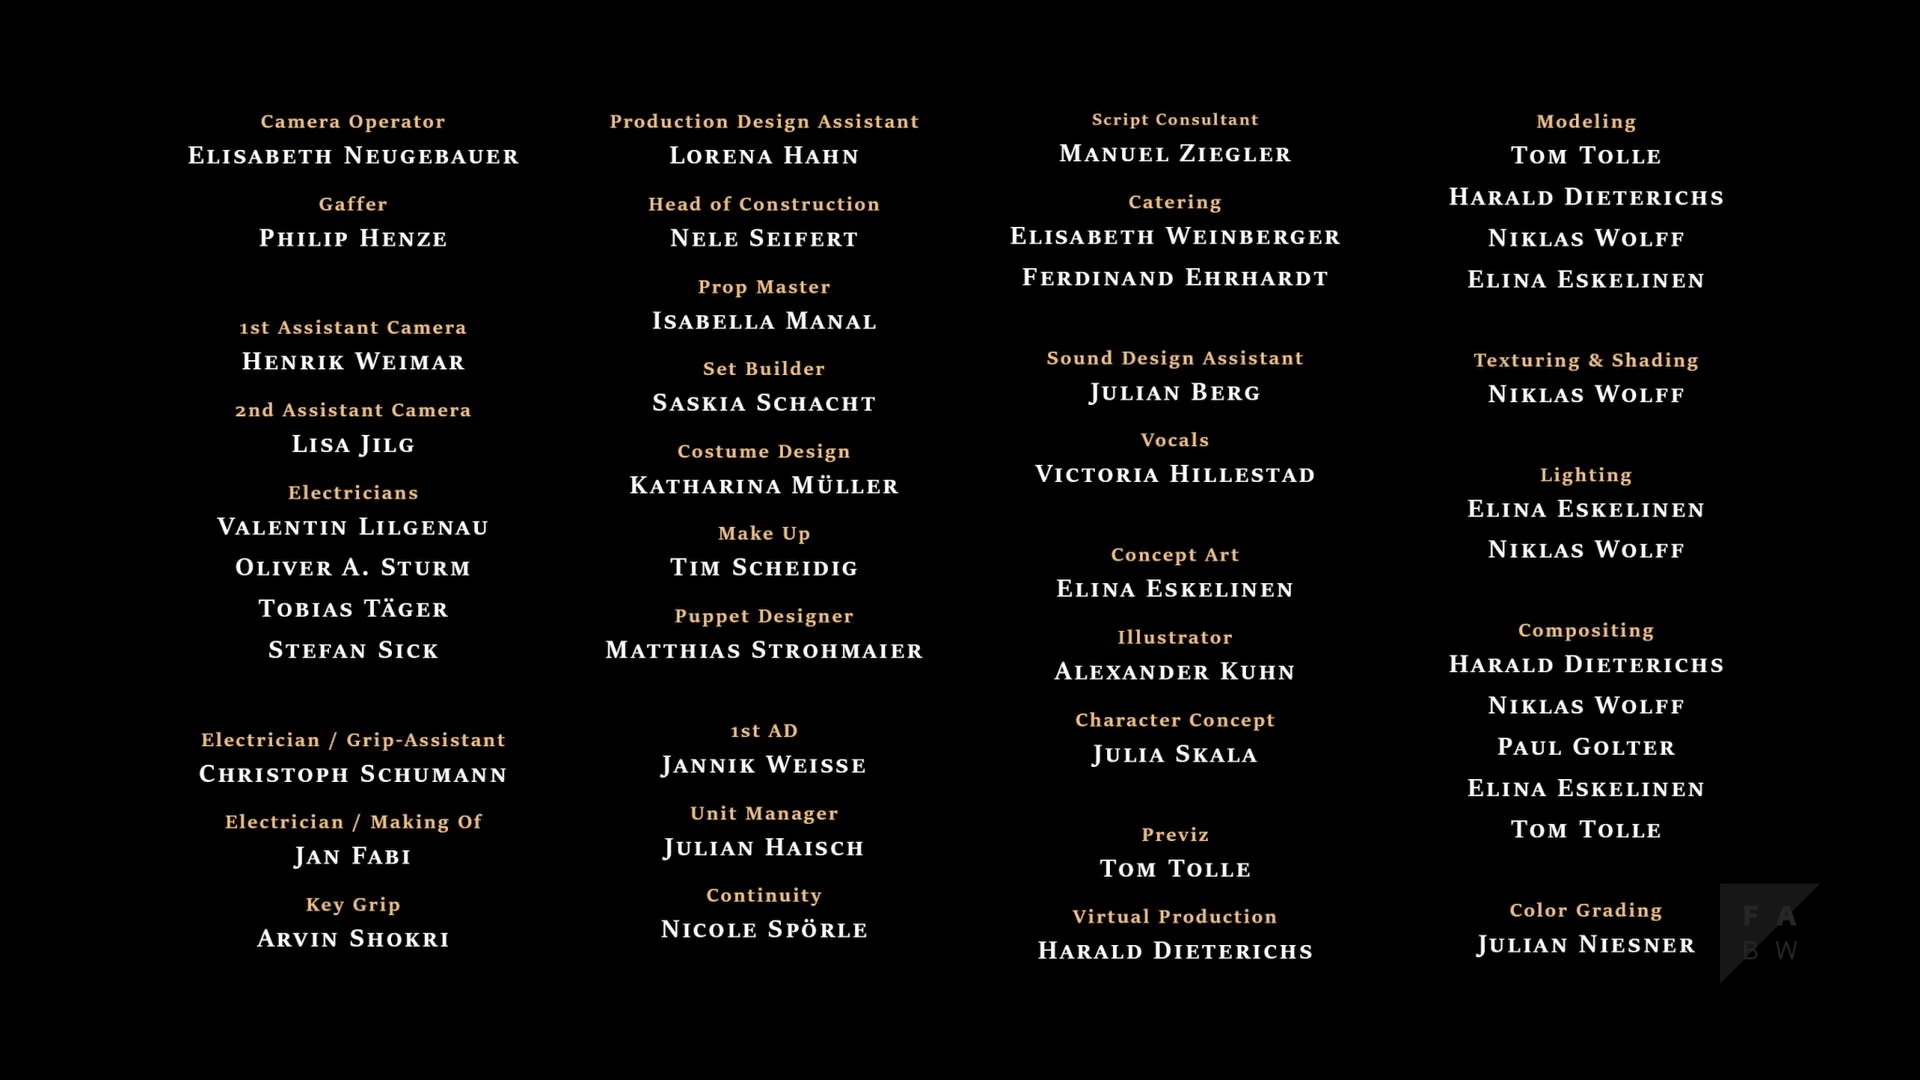 Camera Operator
Elisabeth Neugebauer
Gaffer
Philip Henze
1st Assistant Camera
Henrik Weimar
2nd Assistant Camera
Lisa Jilg
Electricians
Valentin Lilgenau
Oliver A. Sturm
Tobias Täger
Stefan Sick
Electrician / Grip-Assistant
Christoph Schumann
Electrician / Making Of
Jan Fabi
Key Grip
Arvin Shokri
Production Design Assistant
Lorena Hahn
Head of Construction
Nele Seifert
Prop Master
Isabella Manal
Set Builder
Saskia Schacht
Costume Design
Katharina Müller
Make Up
Tim Scheidig
Puppet Designer
Matthias Strohmaier
1st AD
Jannik Weisse
Unit Manager
Julian Haisch
Continuity
Nicole Spörle
Script Consultant
Manuel Ziegler
Catering
Elisabeth Weinberger
Ferdinand Ehrhardt
Sound Design Assistant
Julian Berg
Vocals
Victoria Hillestad
Concept Art
Elina Eskelinen
Illustrator
Alexander Kuhn
Character Concept
Julia Skala
Previz
Tom Tolle
Virtual Production
Harald Dieterichs
Modeling
Tom Tolle
Harald Dieterichs
Niklas Wolff
Elina Eskelinen
Texturing & Shading
Niklas Wolff
Lighting
Elina Eskelinen
Niklas Wolff
Compositing
Harald Dieterichs
Niklas Wolff
Paul Golter
Elina Eskelinen
Tom Tolle
Color Grading
Julian Niesner
F A
B W